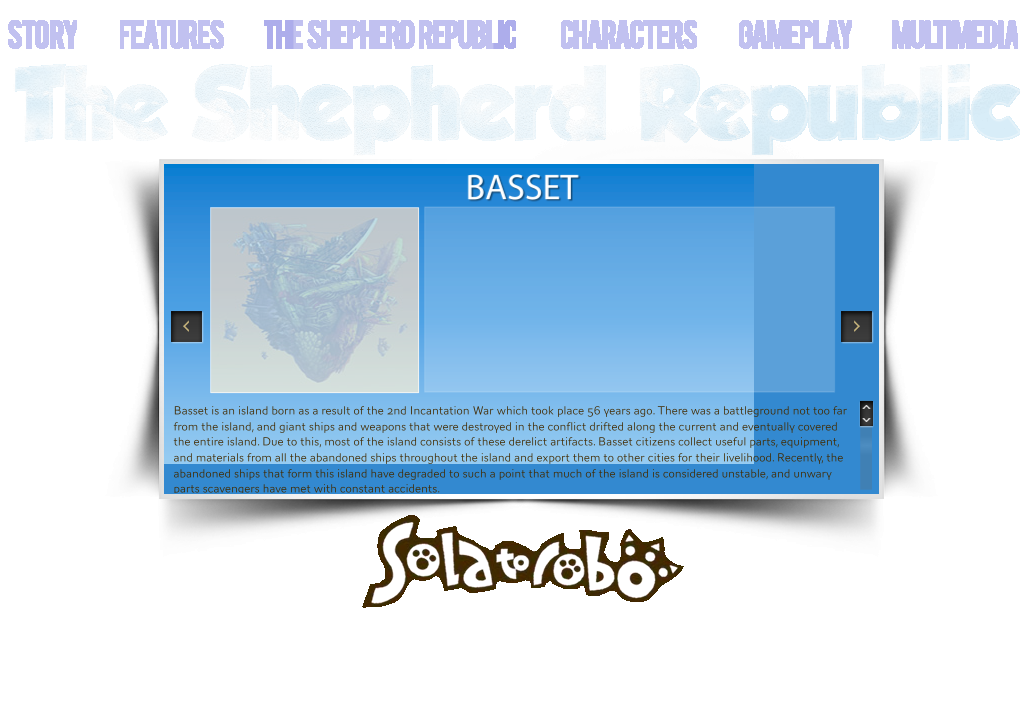 STORY FEATURES THE SHEPHERD REPUBLIC CHARACTERS GAMEPLAY MULTIMEDIA
The Shepherd Republic
BASSET
Basset is an island born as a result of the 2nd Incantation War which took place 56 years ago. There was a battleground not too far
from the island, and giant ships and weapons that were destroyed in the conflict drifted along the current and eventually covered
the entire island. Due to this, most of the island consists of these derelict artifacts. Basset citizens collect useful parts, equipment,
and materials from all the abandoned ships throughout the island and export them to other cities for their livelihood. Recently, the
abandoned ships that form this island have degraded to such a point that much of the island is considered unstable, and unwary
parts scavengers have met with constant accidents.
Solatorobo